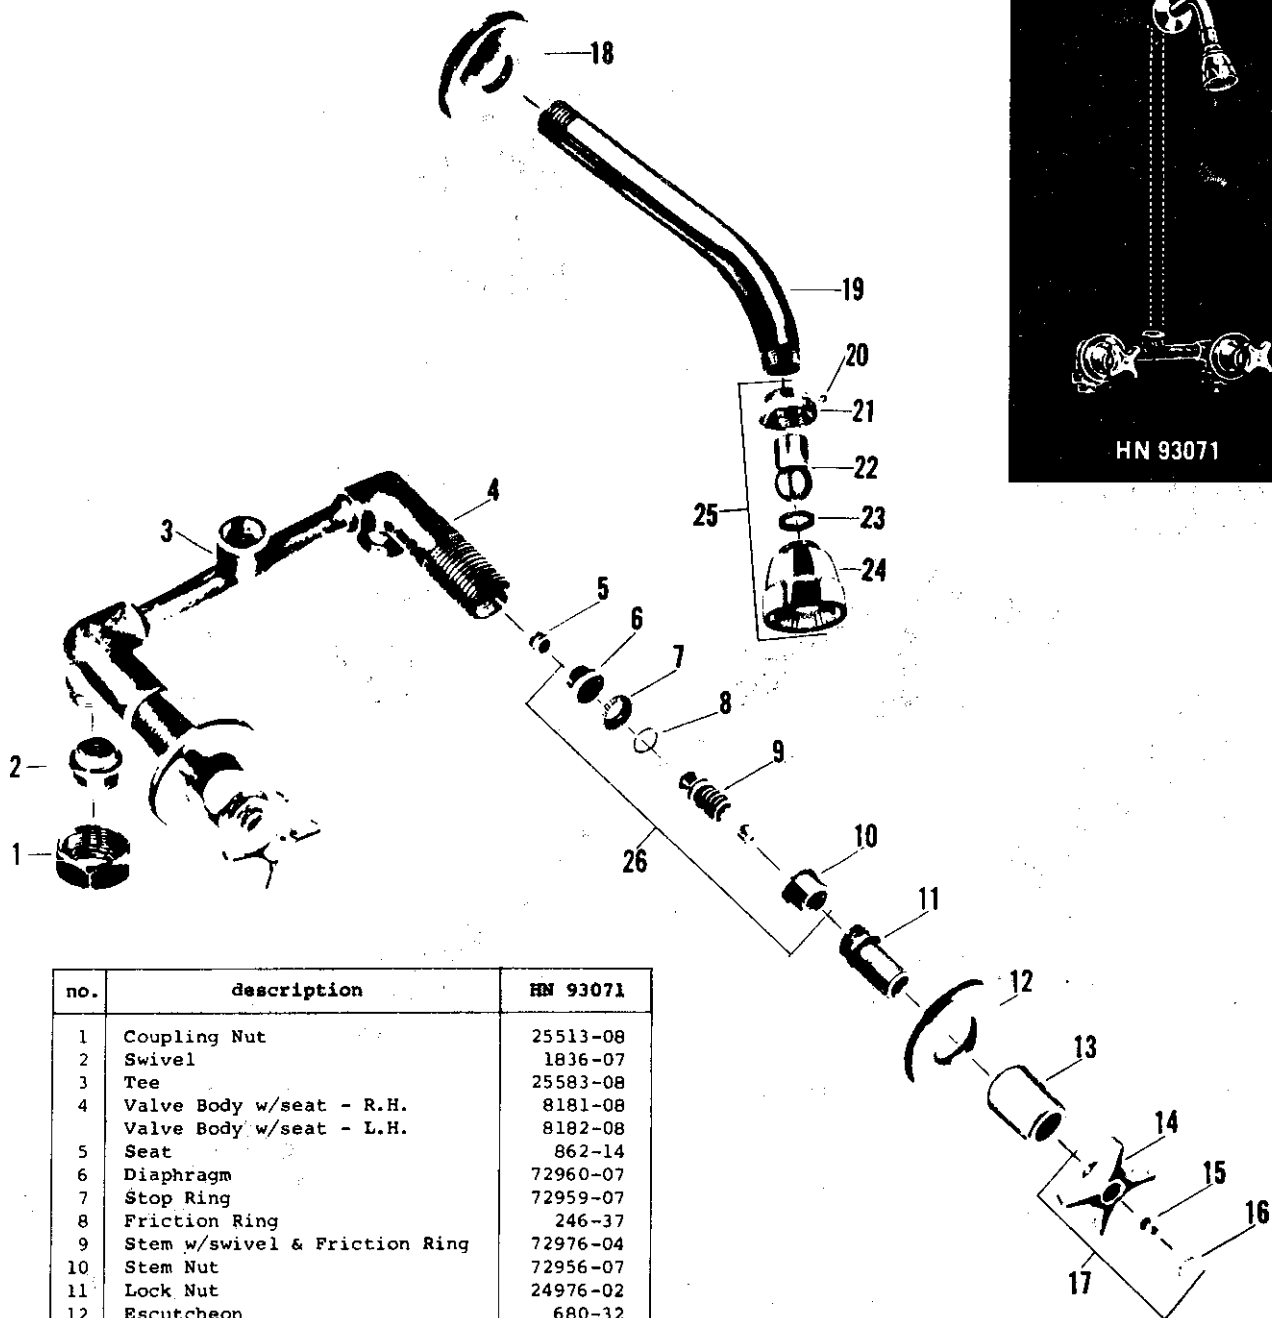 18
19
20
21
22
23
24
25
HN 93071
3
4
5
6
7
8
9
2
1
26
10
11
12
13
14
15
16
17
no. description HN 93071
1 Coupling Nut 25513-08
2 Swivel 1836-07
3 Tee 25583-08
4 Valve Body w/seat - R.H. 8181-08
Valve Body w/seat - L.H. 8182-08
5 Seat 862-14
6 Diaphragm 72960-07
7 Stop Ring 72959-07
8 Friction Ring 246-37
9 Stem w/swivel & Friction Ring 72976-04
10 Stem Nut 72956-07
11 Lock Nut 24976-02
12 Escutcheon 680-32